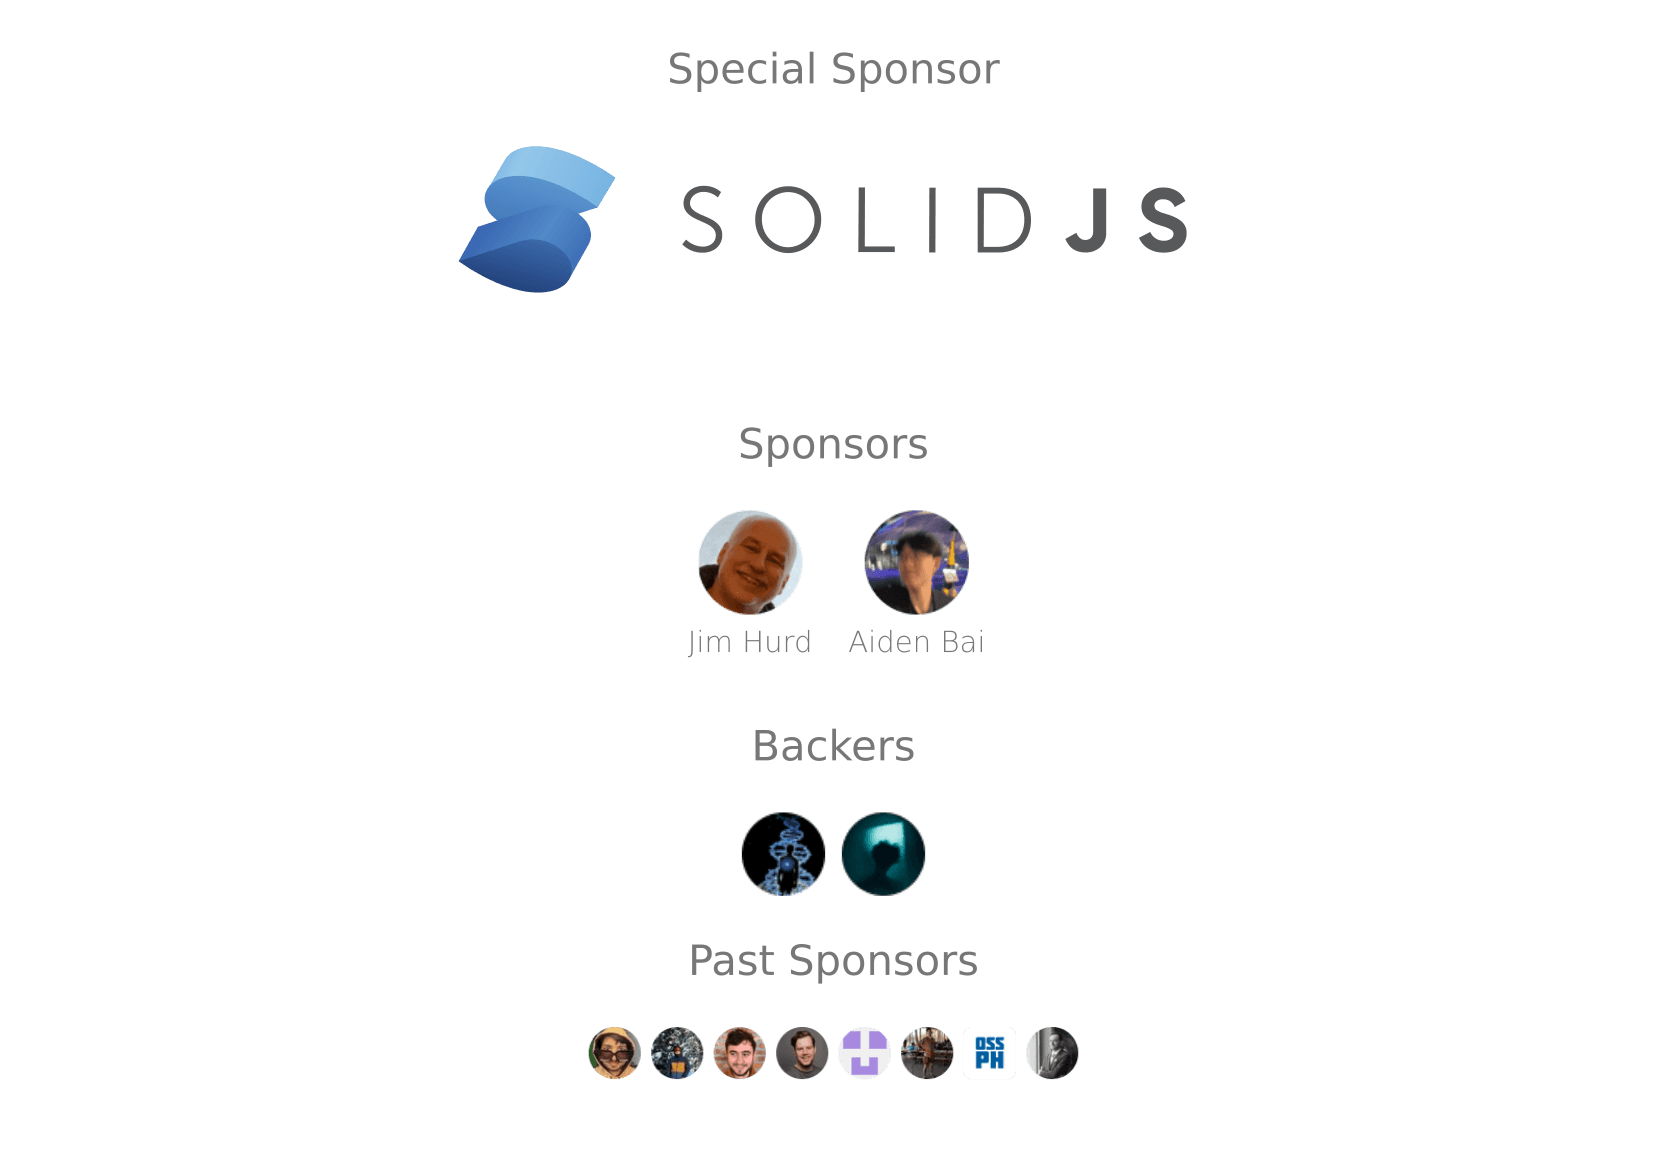 Special Sponsor
SOLIDJS
Sponsors
Jim Hurd
Aiden Bai
Backers
Past Sponsors
OSS
PH